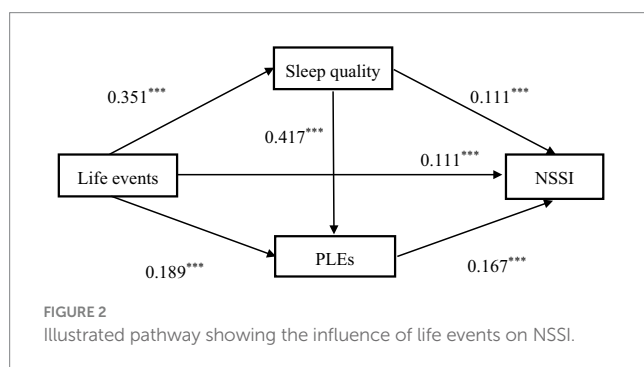 Sleep quality
0.351***
0.111***
0.417***
0.111***
Life events
NSSI
0.189***
PLEs
0.167***
FIGURE 2
Illustrated pathway showing the influence of life events on NSSI.